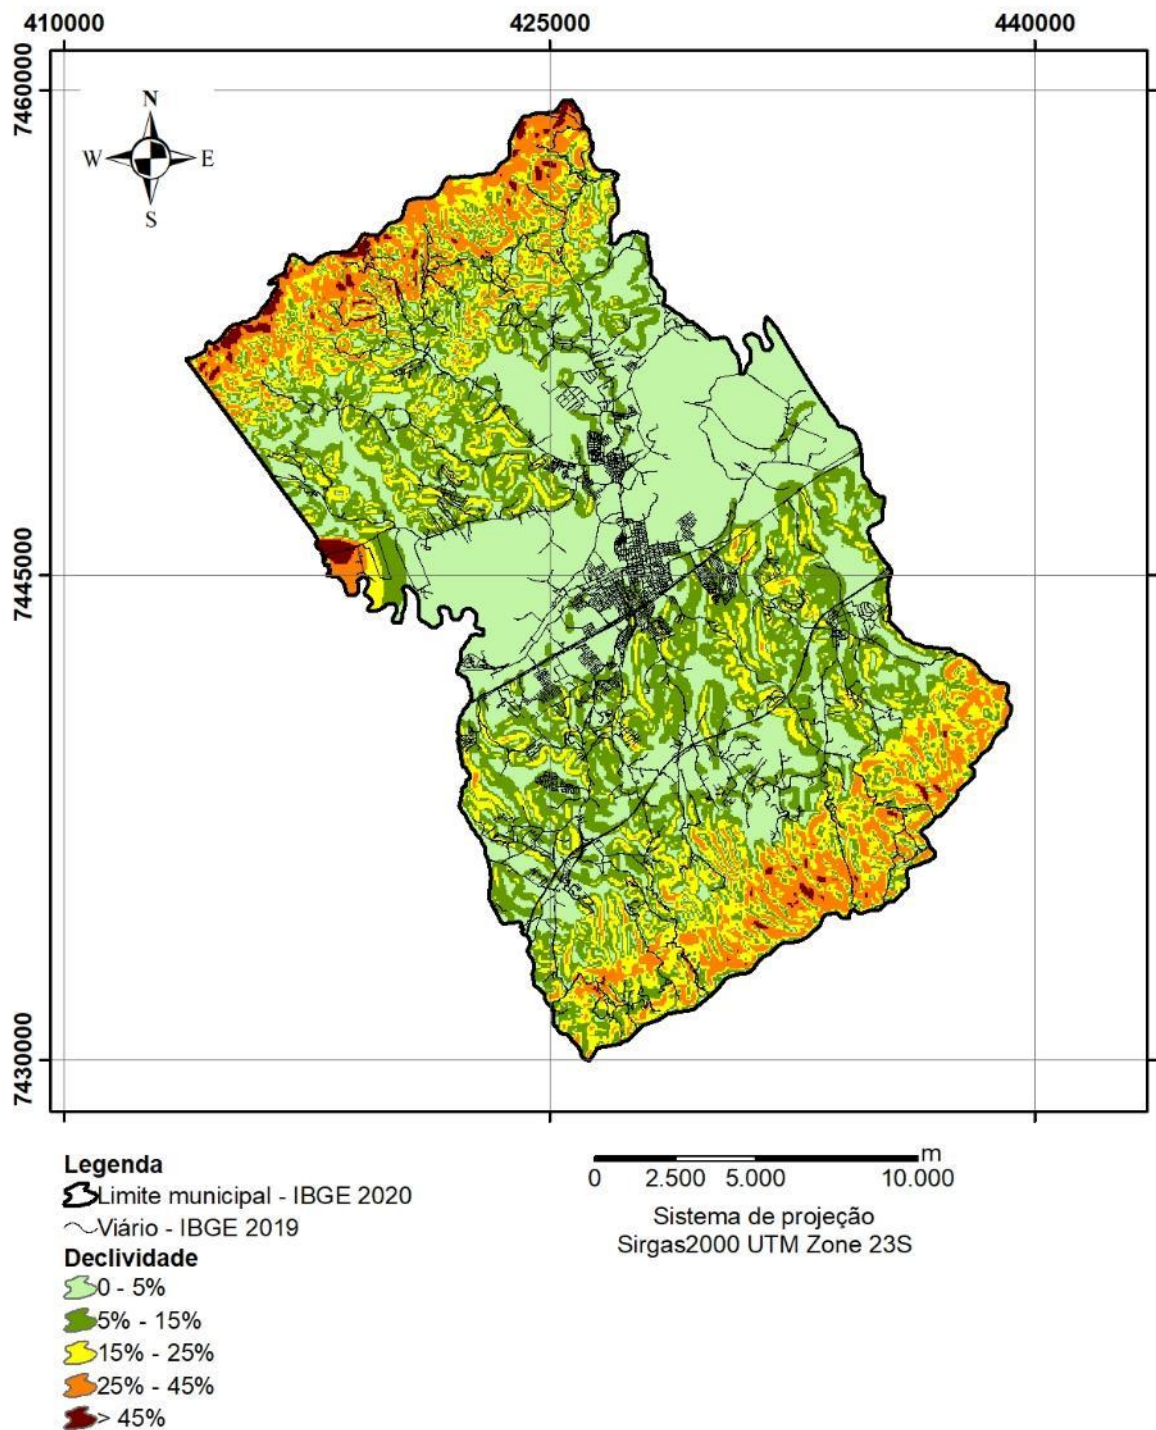 410000 425000 440000
7460000
N
W E
S
7445000
7430000
Legenda
Limite municipal - IBGE 2020
Viário - IBGE 2019
Declividade
0 - 5%
5% - 15%
15% - 25%
25% - 45%
> 45%
m
0 2.500 5.000 10.000
Sistema de projeção
Sirgas2000 UTM Zone 23S